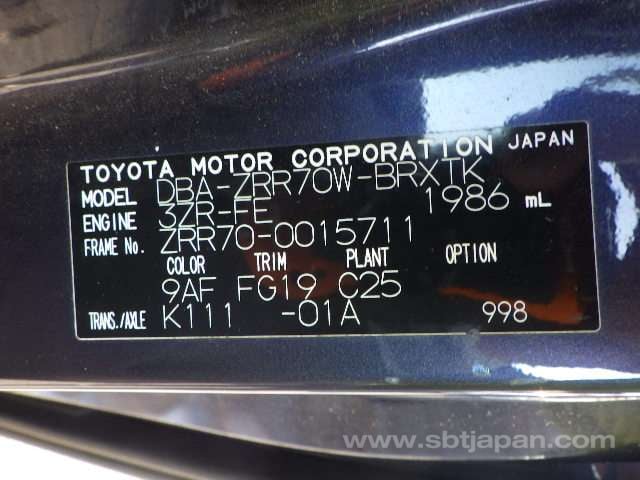 TOYOTA MOTOR CORPORATION JAPAN
MODEL DBA-ZRR70W-BRXTK
ENGINE 3ZR-FE 1986 mL
FRAME No. ZRR70-0015711
COLOR TRIM PLANT OPTION
9AF FG19 C25
TRANS./AXLE K111 -01A 998
www.sbtjapan.com